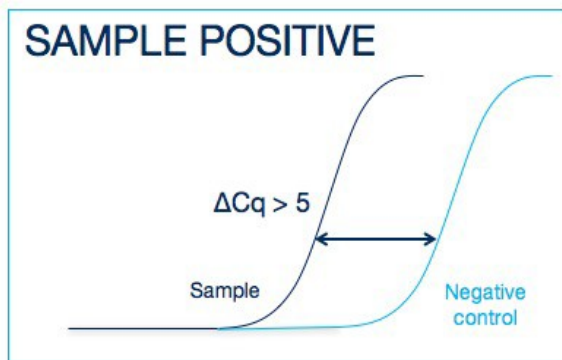 SAMPLE POSITIVE
ΔCq > 5
Sample
Negative
control